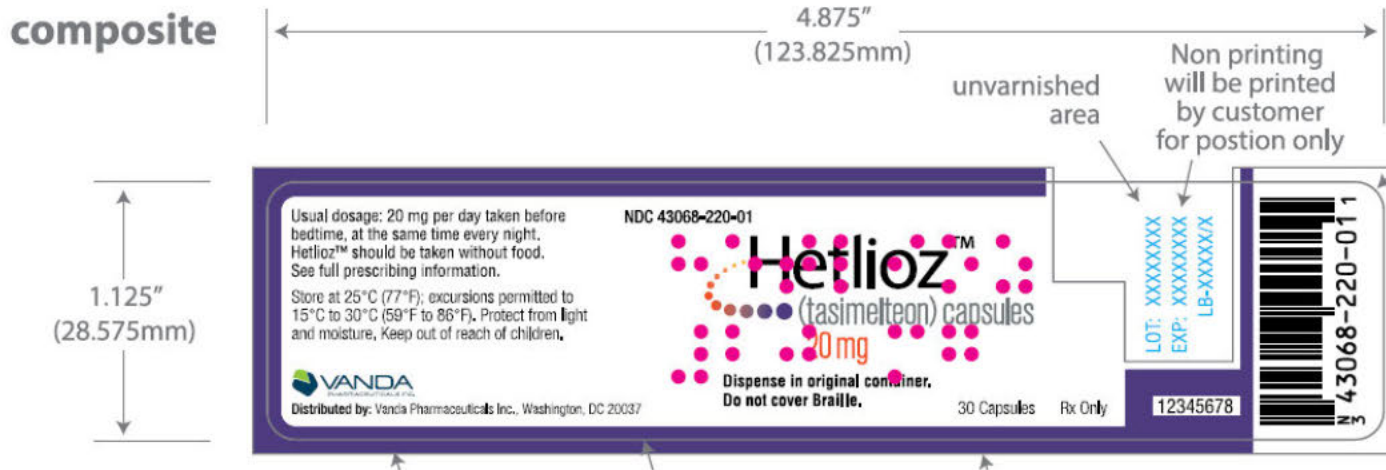 composite
4.875"
(123.825mm)
unvarnished
area
Non printing
will be printed
by customer
for postion only
1.125"
(28.575mm)
Usual dosage: 20 mg per day taken before
bedtime, at the same time every night.
Hetlioz™ should be taken without food.
See full prescribing information.
Store at 25°C (77°F); excursions permitted to
15°C to 30°C (59°F to 86°F). Protect from light
and moisture. Keep out of reach of children.
VANDA
PHARMACEUTICALS INC.
Distributed by: Vanda Pharmaceuticals Inc., Washington, DC 20037
NDC 43068-220-01
Hetlioz™
(tasimelteon) capsules
20 mg
Dispense in original container.
Do not cover Braille.
30 Capsules Rx Only
LOT: XXXXXXXX
EXP: XXXXXXXX
LB-XXXXX/X
12345678
N
3 43068-220-01 1